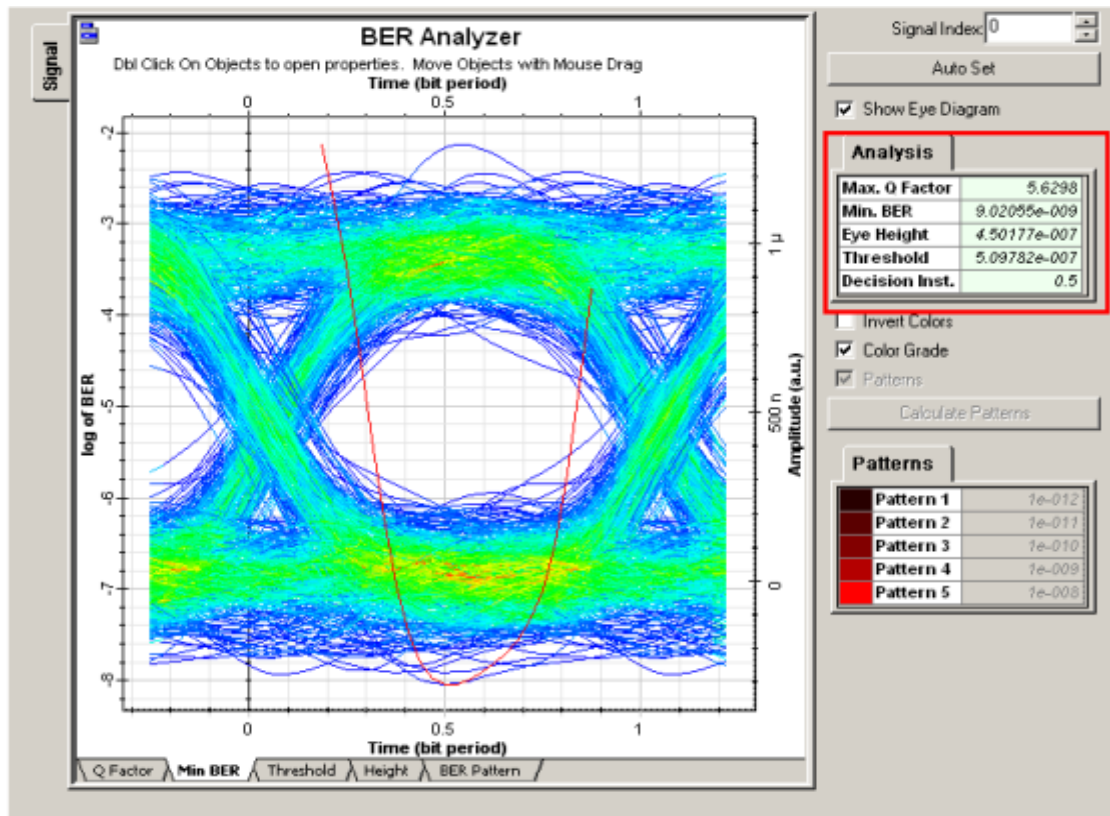 Signal
BER Analyzer
Dbl Click On Objects to open properties. Move Objects with Mouse Drag
Time (bit period)
0 0.5 1
log of BER
-2
-3
-4
-5
-6
-7
-8
1 µ
500 n
0
Amplitude (a.u.)
0 0.5 1
Time (bit period)
Q Factor Min BER Threshold Height BER Pattern
Signal Index: 0
Auto Set
Show Eye Diagram
Analysis
Max. Q Factor 5.6298
Min. BER 9.02055e-009
Eye Height 4.50177e-007
Threshold 5.09782e-007
Decision Inst. 0.5
Invert Colors
Color Grade
Patterns
Calculate Patterns
Patterns
Pattern 1 1e-012
Pattern 2 1e-011
Pattern 3 1e-010
Pattern 4 1e-009
Pattern 5 1e-008